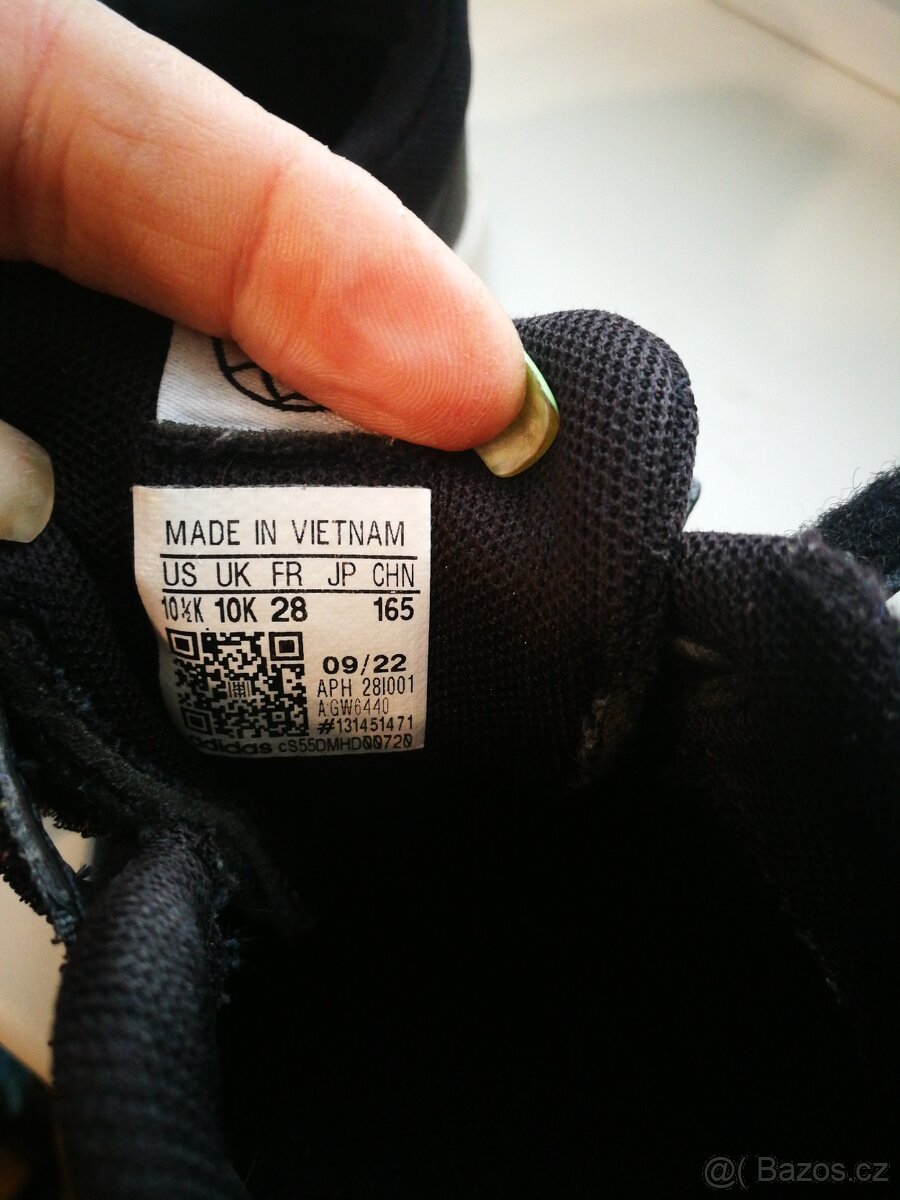 MADE IN VIETNAM
US UK FR JP CHN
10½K 10K 28 165
09/22
APH 28I001
A GW6440
#131451471
adidas cS55DMHD00720
@( Bazos.cz